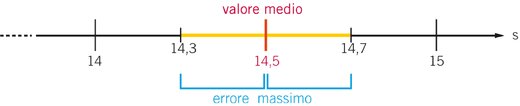 valore medio
s
14,3 14,7
14 14,5 15
errore massimo